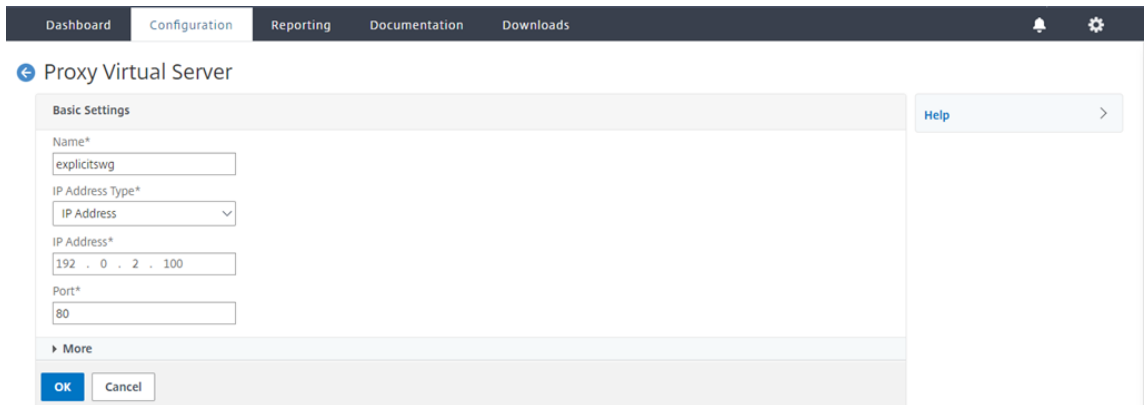 Dashboard Configuration Reporting Documentation Downloads
Proxy Virtual Server
Basic Settings
Help
Name*
explicitswg
IP Address Type*
IP Address
IP Address*
192 . 0 . 2 . 100
Port*
80
More
OK Cancel